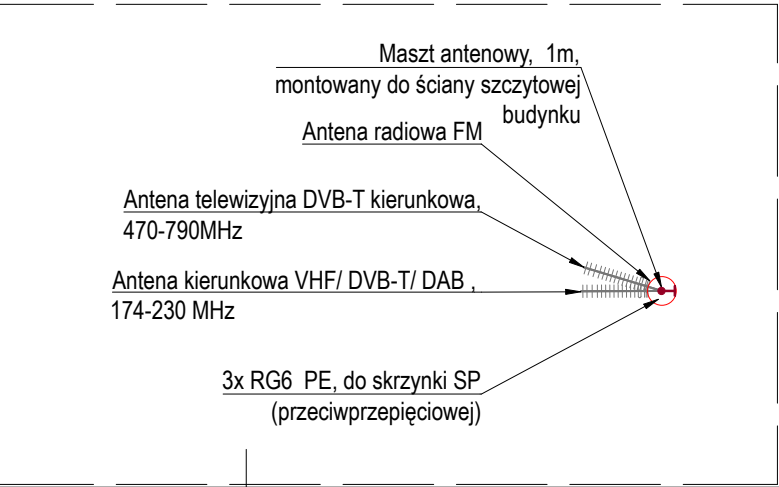 Maszt antenowy, 1m,
montowany do ściany szczytowej
budynku
Antena radiowa FM
Antena telewizyjna DVB-T kierunkowa,
470-790MHz
Antena kierunkowa VHF/ DVB-T/ DAB ,
174-230 MHz
3x RG6 PE, do skrzynki SP
(przeciwprzepięciowej)